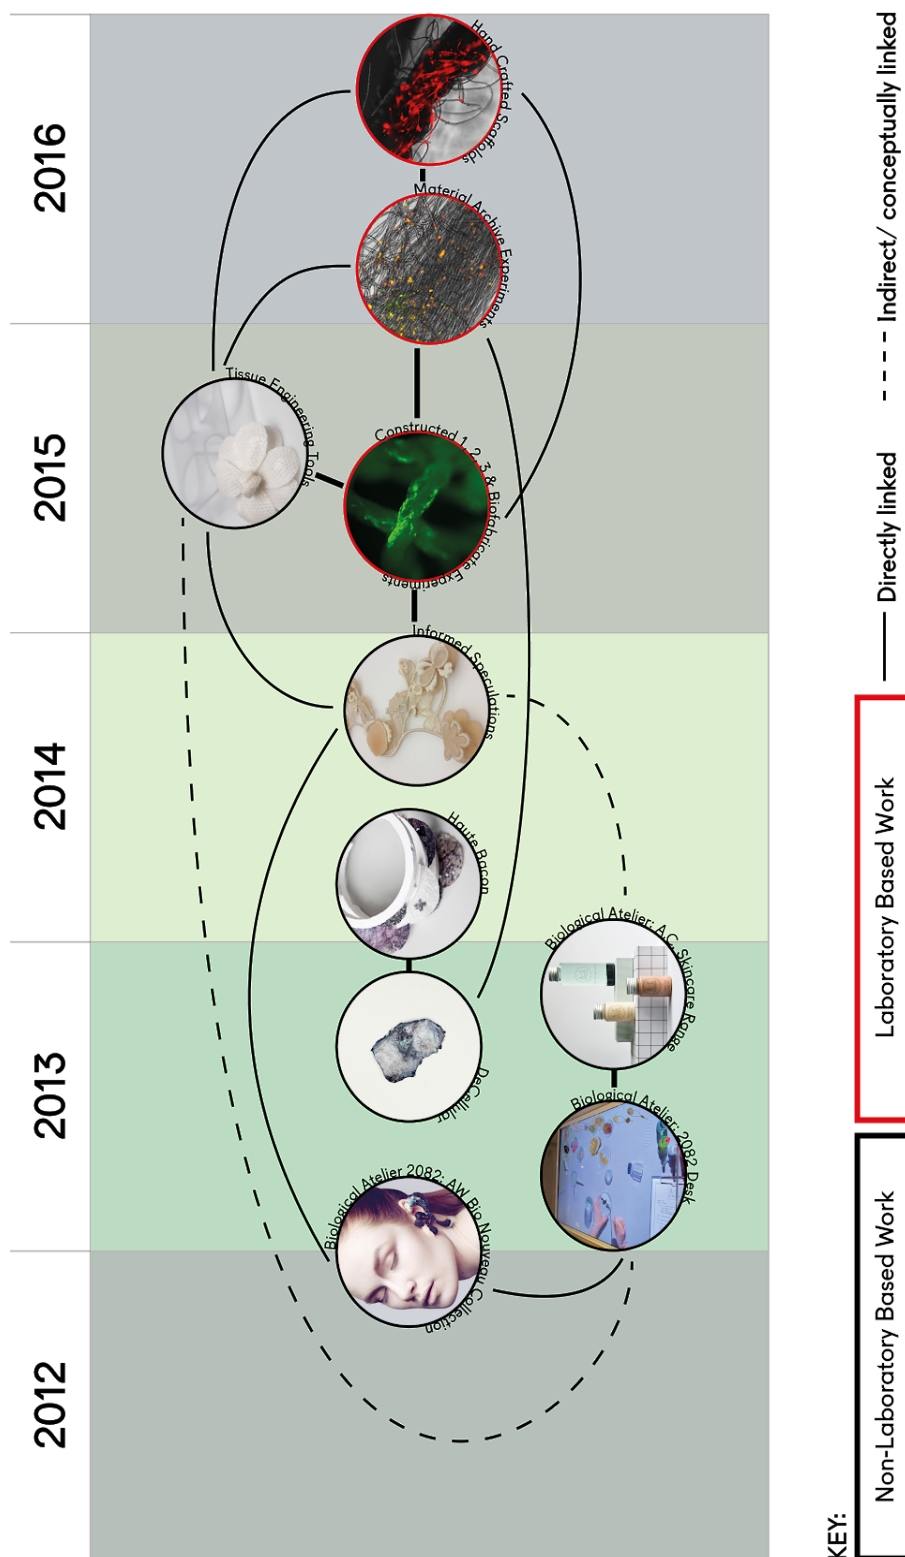 2016
2015
2014
2013
2012
Hand Crafted Scaffolds
Material Archive Experiments
Tissue Engineering Tools
Constructed 1, 2, 3 & Biofabricate Experiments
Informed Speculations
Haute Bacon
Biological Atelier: A.C. Skincare Range
DeCellular
Biological Atelier: 2082 Desk
Biological Atelier 2082: AW Bio Nouveau Collection
KEY:
Non-Laboratory Based Work
Laboratory Based Work
Directly linked
Indirect/ conceptually linked